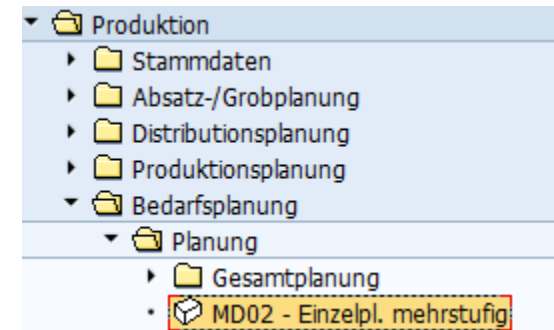 Produktion
Stammdaten
Absatz-/Grobplanung
Distributionsplanung
Produktionsplanung
Bedarfsplanung
Planung
Gesamtplanung
MD02 - Einzelpl. mehrstufig